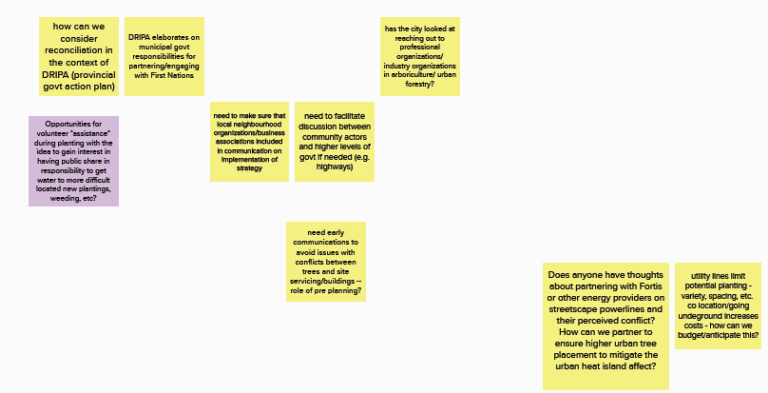 how can we
consider
reconciliation in
the context of
DRIPA (provincial
govt action plan)
DRIPA elaborates on
municipal govt
responsibilities for
partnering/engaging
with First Nations
has the city looked at
reaching out to
professional
organizations/
industry organizations
in arboriculture/ urban
forestry?
Opportunities for
volunteer "assistance"
during planting with the
idea to gain interest in
having public share in
responsibility to get
water to more difficult
located new plantings,
weeding, etc?
need to make sure that
local neighbourhood
organizations/business
associations included
in communication on
implementation of
strategy
need to facilitate
discussion between
community actors
and higher levels of
govt if needed (e.g.
highways)
need early
communications to
avoid issues with
conflicts between
trees and site
servicing/buildings --
role of pre planning?
Does anyone have thoughts
about partnering with Fortis
or other energy providers on
streetscape powerlines and
their perceived conflict?
How can we partner to
ensure higher urban tree
placement to mitigate the
urban heat island affect?
utility lines limit
potential planting -
variety, spacing, etc.
co location/going
undeground increases
costs - how can we
budget/anticipate this?